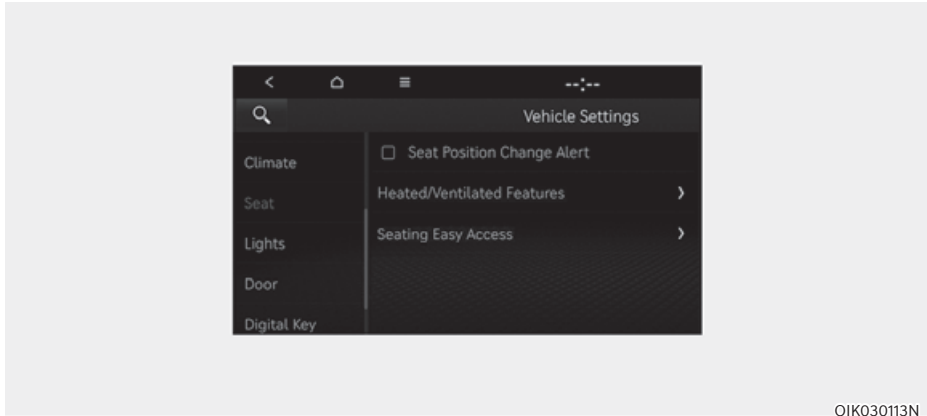 --:--
Vehicle Settings
Climate
Seat
Lights
Door
Digital Key
Seat Position Change Alert
Heated/Ventilated Features
Seating Easy Access
OIK030113N